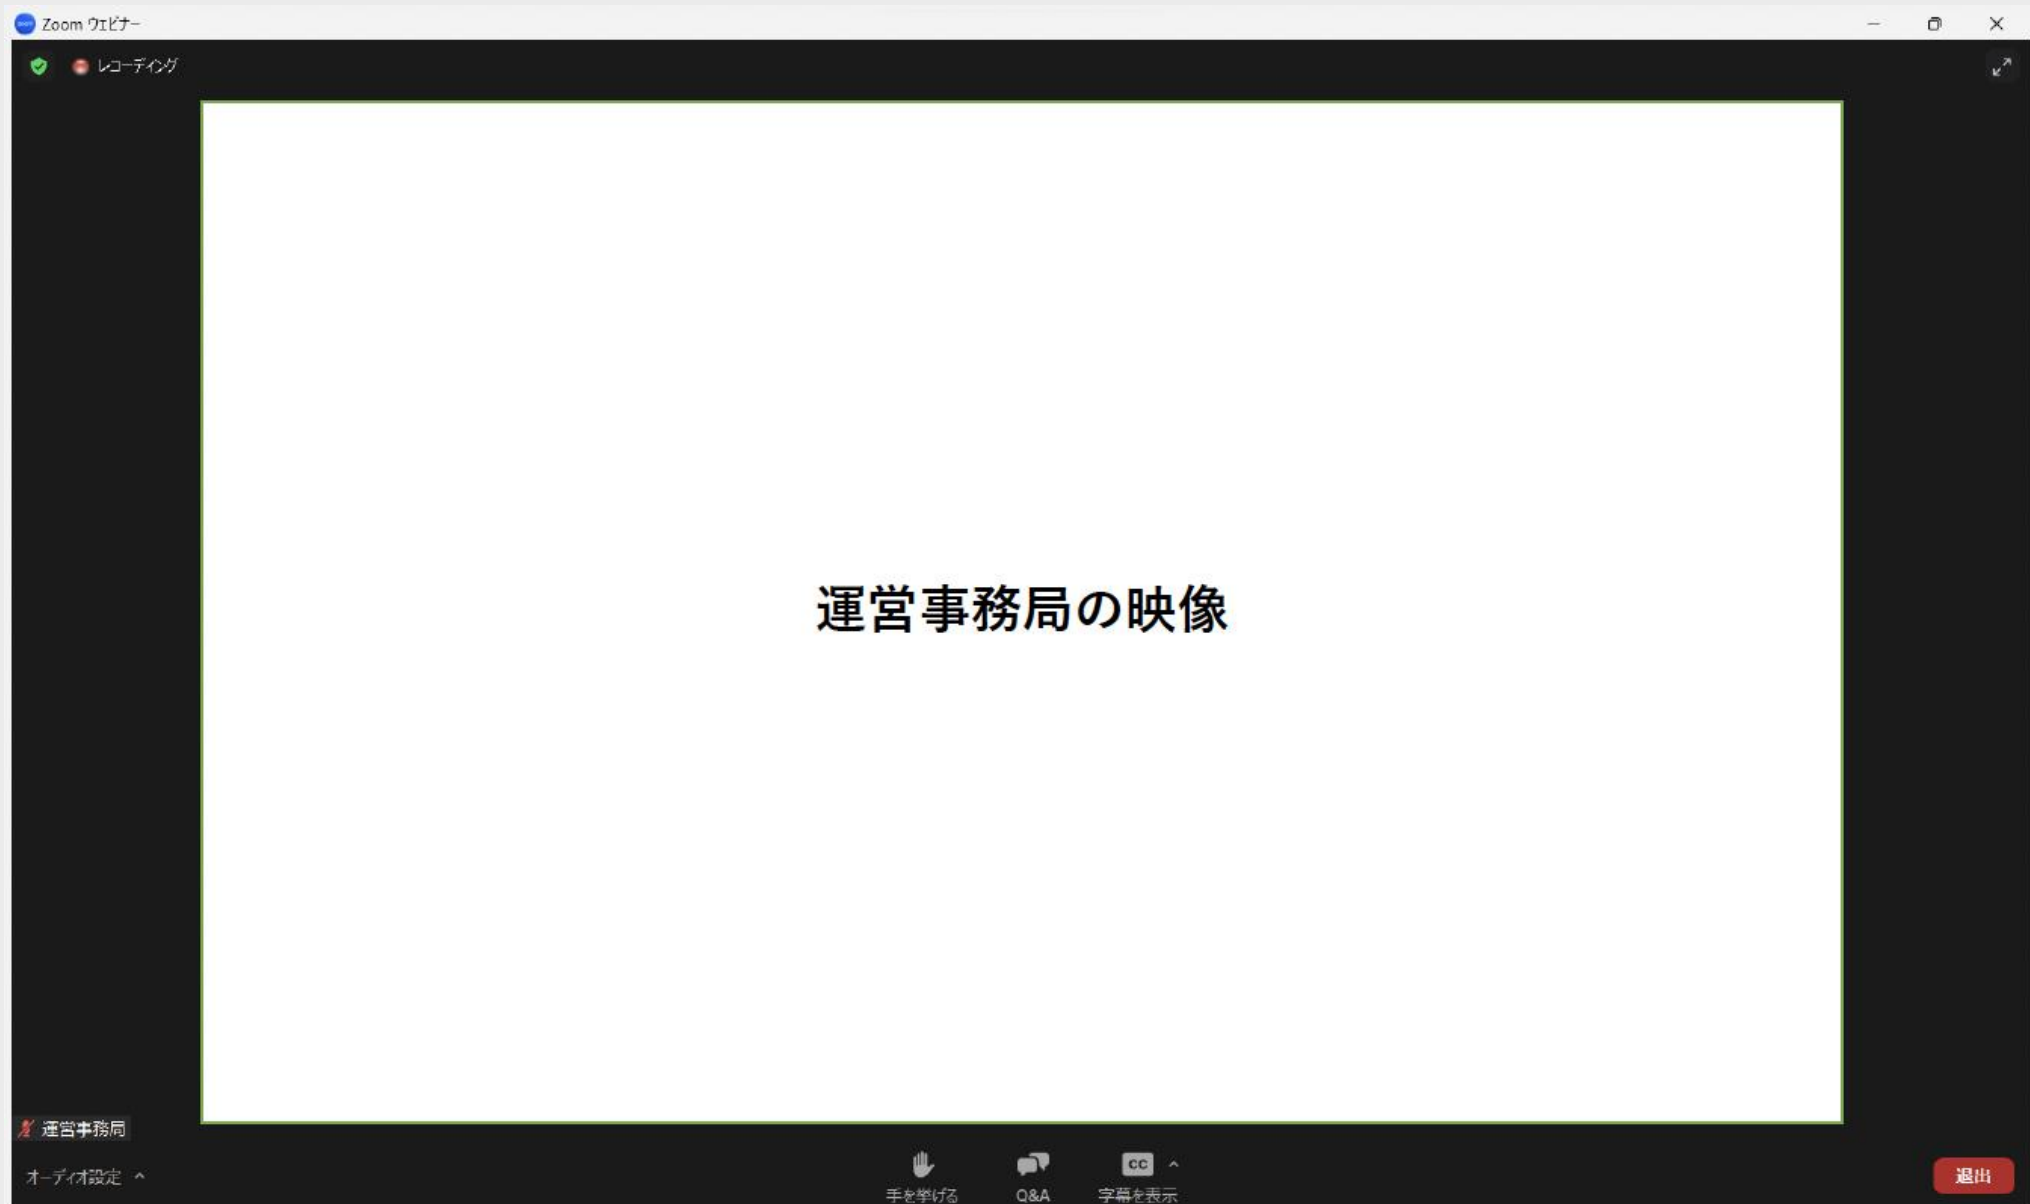 Zoom ウェビナー
レコーディング
運営事務局の映像
運営事務局
オーディオ設定
手を挙げる
Q&A
CC
字幕を表示
退出